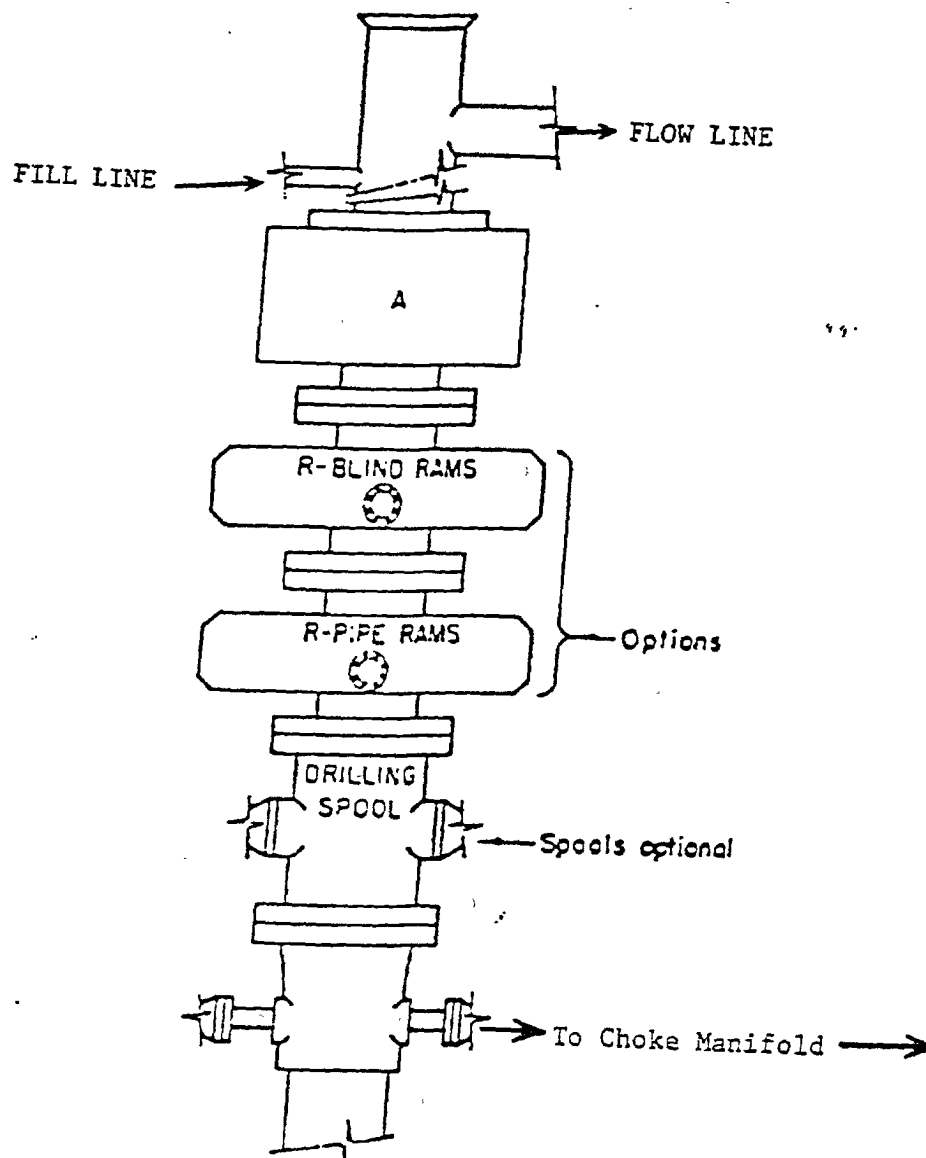 FLOW LINE
FILL LINE
A
R-BLIND RAMS
R-PIPE RAMS
Options
DRILLING
SPOOL
Spools optional
To Choke Manifold